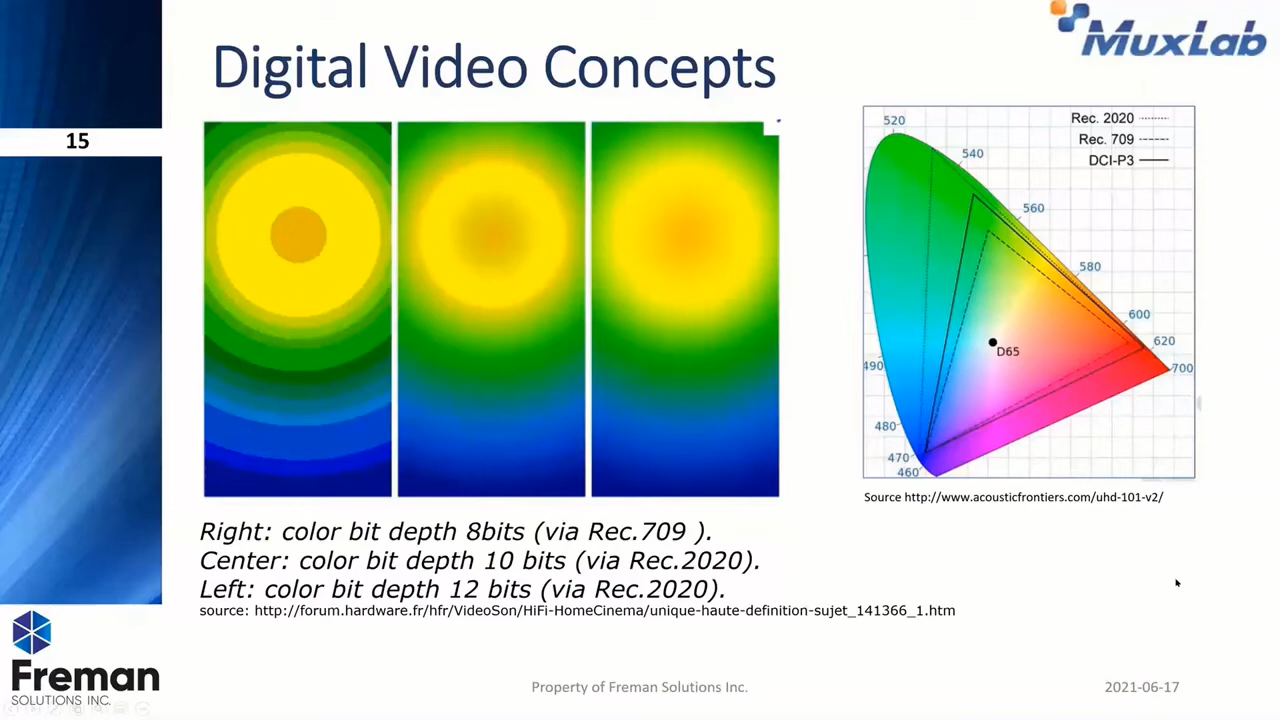 MUXLAB
Digital Video Concepts
15
520
540
560
580
600
620
700
490
480
470
460
Rec. 2020
Rec. 709
DCI-P3
D65
Source http://www.acousticfrontiers.com/uhd-101-v2/
Right: color bit depth 8bits (via Rec.709 ).
Center: color bit depth 10 bits (via Rec.2020).
Left: color bit depth 12 bits (via Rec.2020).
source: http://forum.hardware.fr/hfr/VideoSon/HiFi-HomeCinema/unique-haute-definition-sujet_141366_1.htm
Freman
SOLUTIONS INC.
Property of Freman Solutions Inc.
2021-06-17